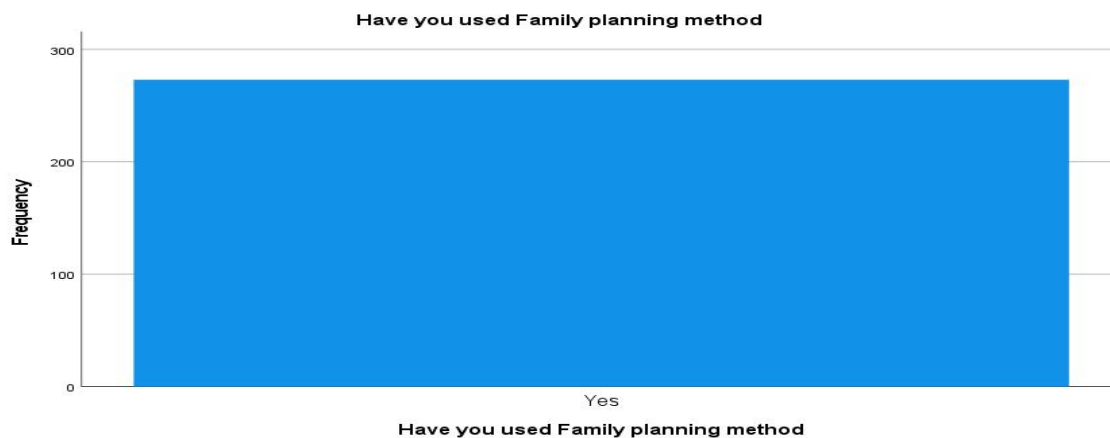 Have you used Family planning method
300
200
100
0
Frequency
Yes
Have you used Family planning method